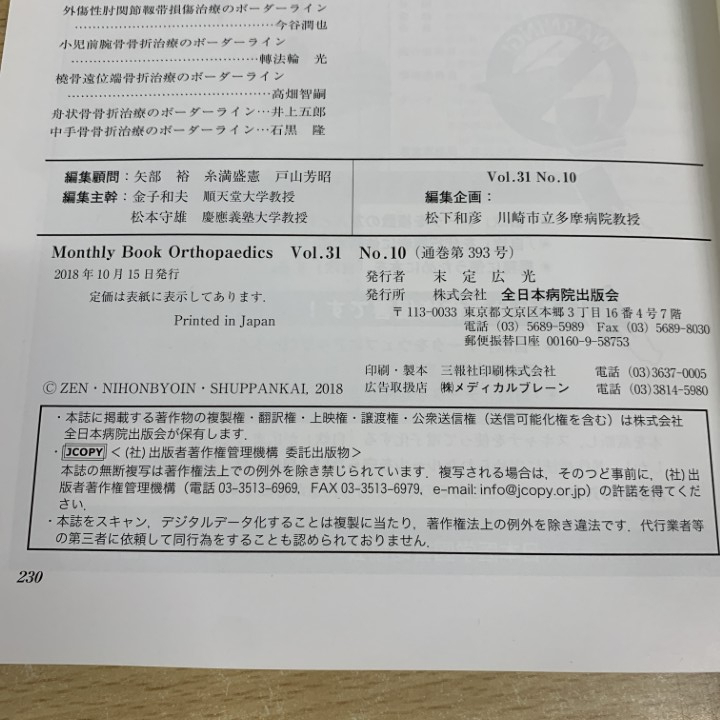 外傷性肘関節靱帯損傷治療のボーダーライン
……………………………………今谷潤也
小児前腕骨骨折治療のボーダーライン
……………………………………轉法輪 光
橈骨遠位端骨折治療のボーダーライン
……………………………………高畑智嗣
舟状骨骨折治療のボーダーライン…井上五郎
中手骨骨折治療のボーダーライン…石黒 隆
編集顧問：矢部 裕 糸満盛憲 戸山芳昭
編集主幹：金子和夫 順天堂大学教授
松本守雄 慶應義塾大学教授
Vol.31 No.10
編集企画：
松下和彦 川崎市立多摩病院教授
Monthly Book Orthopaedics Vol.31 No.10（通巻第393号）
2018年10月15日発行
定価は表紙に表示してあります．
Printed in Japan
発行者 末定広光
発行所 株式会社 全日本病院出版会
〒113-0033 東京都文京区本郷3丁目16番4号7階
電話（03）5689-5989 Fax（03）5689-8030
郵便振替口座 00160-9-58753
印刷・製本 三報社印刷株式会社 電話（03）3637-0005
広告取扱店 ㈱メディカルブレーン 電話（03）3814-5980
© ZEN・NIHONBYOIN・SHUPPANKAI, 2018
・本誌に掲載する著作物の複製権・翻訳権・上映権・譲渡権・公衆送信権（送信可能化権を含む）は株式会社
全日本病院出版会が保有します．
・JCOPY＜（社）出版者著作権管理機構 委託出版物＞
本誌の無断複写は著作権法上での例外を除き禁じられています．複写される場合は，そのつど事前に，（社）出
版者著作権管理機構（電話 03-3513-6969，FAX 03-3513-6979，e-mail: info@jcopy.or.jp）の許諾を得てくだ
さい．
・本誌をスキャン，デジタルデータ化することは複製に当たり，著作権法上の例外を除き違法です．代行業者等
の第三者に依頼して同行為をすることも認められておりません．
230